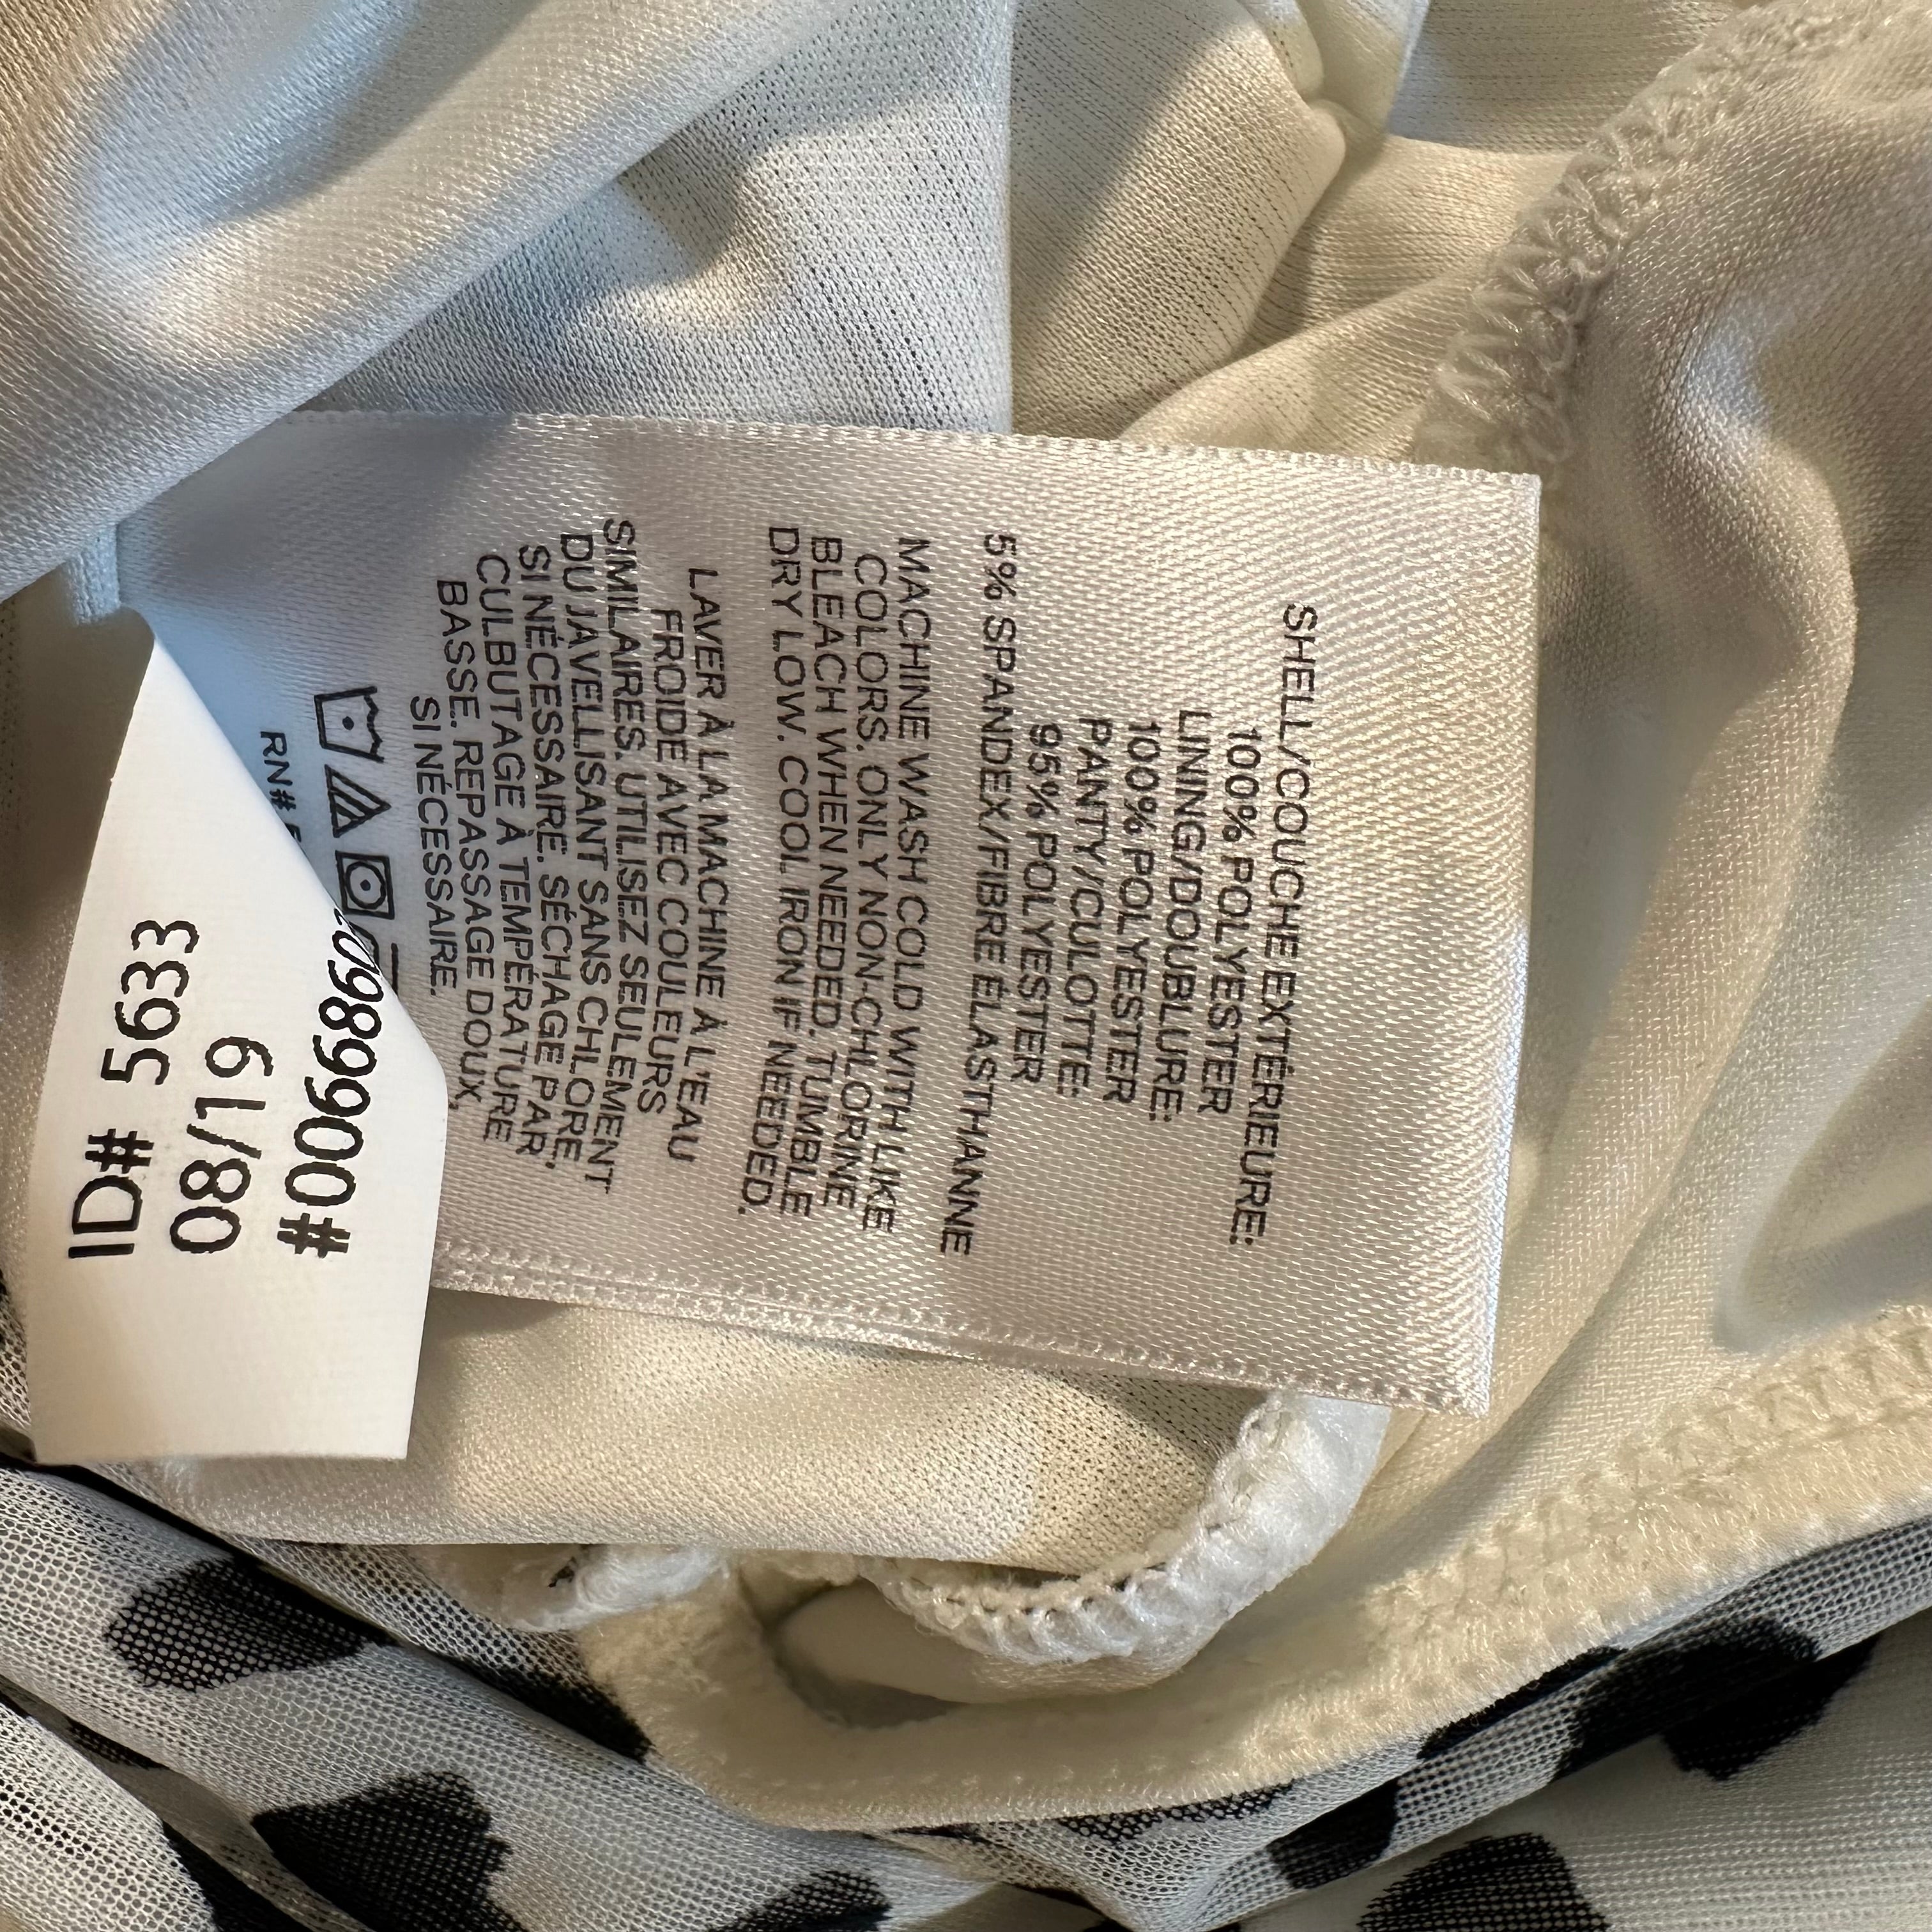 SHELL/COUCHE EXTÉRIEURE:
100% POLYESTER
LINING/DOUBLURE:
100% POLYESTER
PANTY/CULOTTE:
95% POLYESTER
5% SPANDEX/FIBRE ÉLASTHANNE
MACHINE WASH COLD WITH LIKE
COLORS. ONLY NON-CHLORINE
BLEACH WHEN NEEDED. TUMBLE
DRY LOW. COOL IRON IF NEEDED.
LAVER À LA MACHINE À L'EAU
FROIDE AVEC COULEURS
SIMILAIRES. UTILISEZ SEULEMENT
DU JAVELLISANT SANS CHLORE.
SI NÉCESSAIRE. SÉCHAGE PAR
CULBUTAGE À TEMPÉRATURE
BASSE. REPASSAGE DOUX,
SI NÉCESSAIRE.
RN#
ID# 5633
08/19